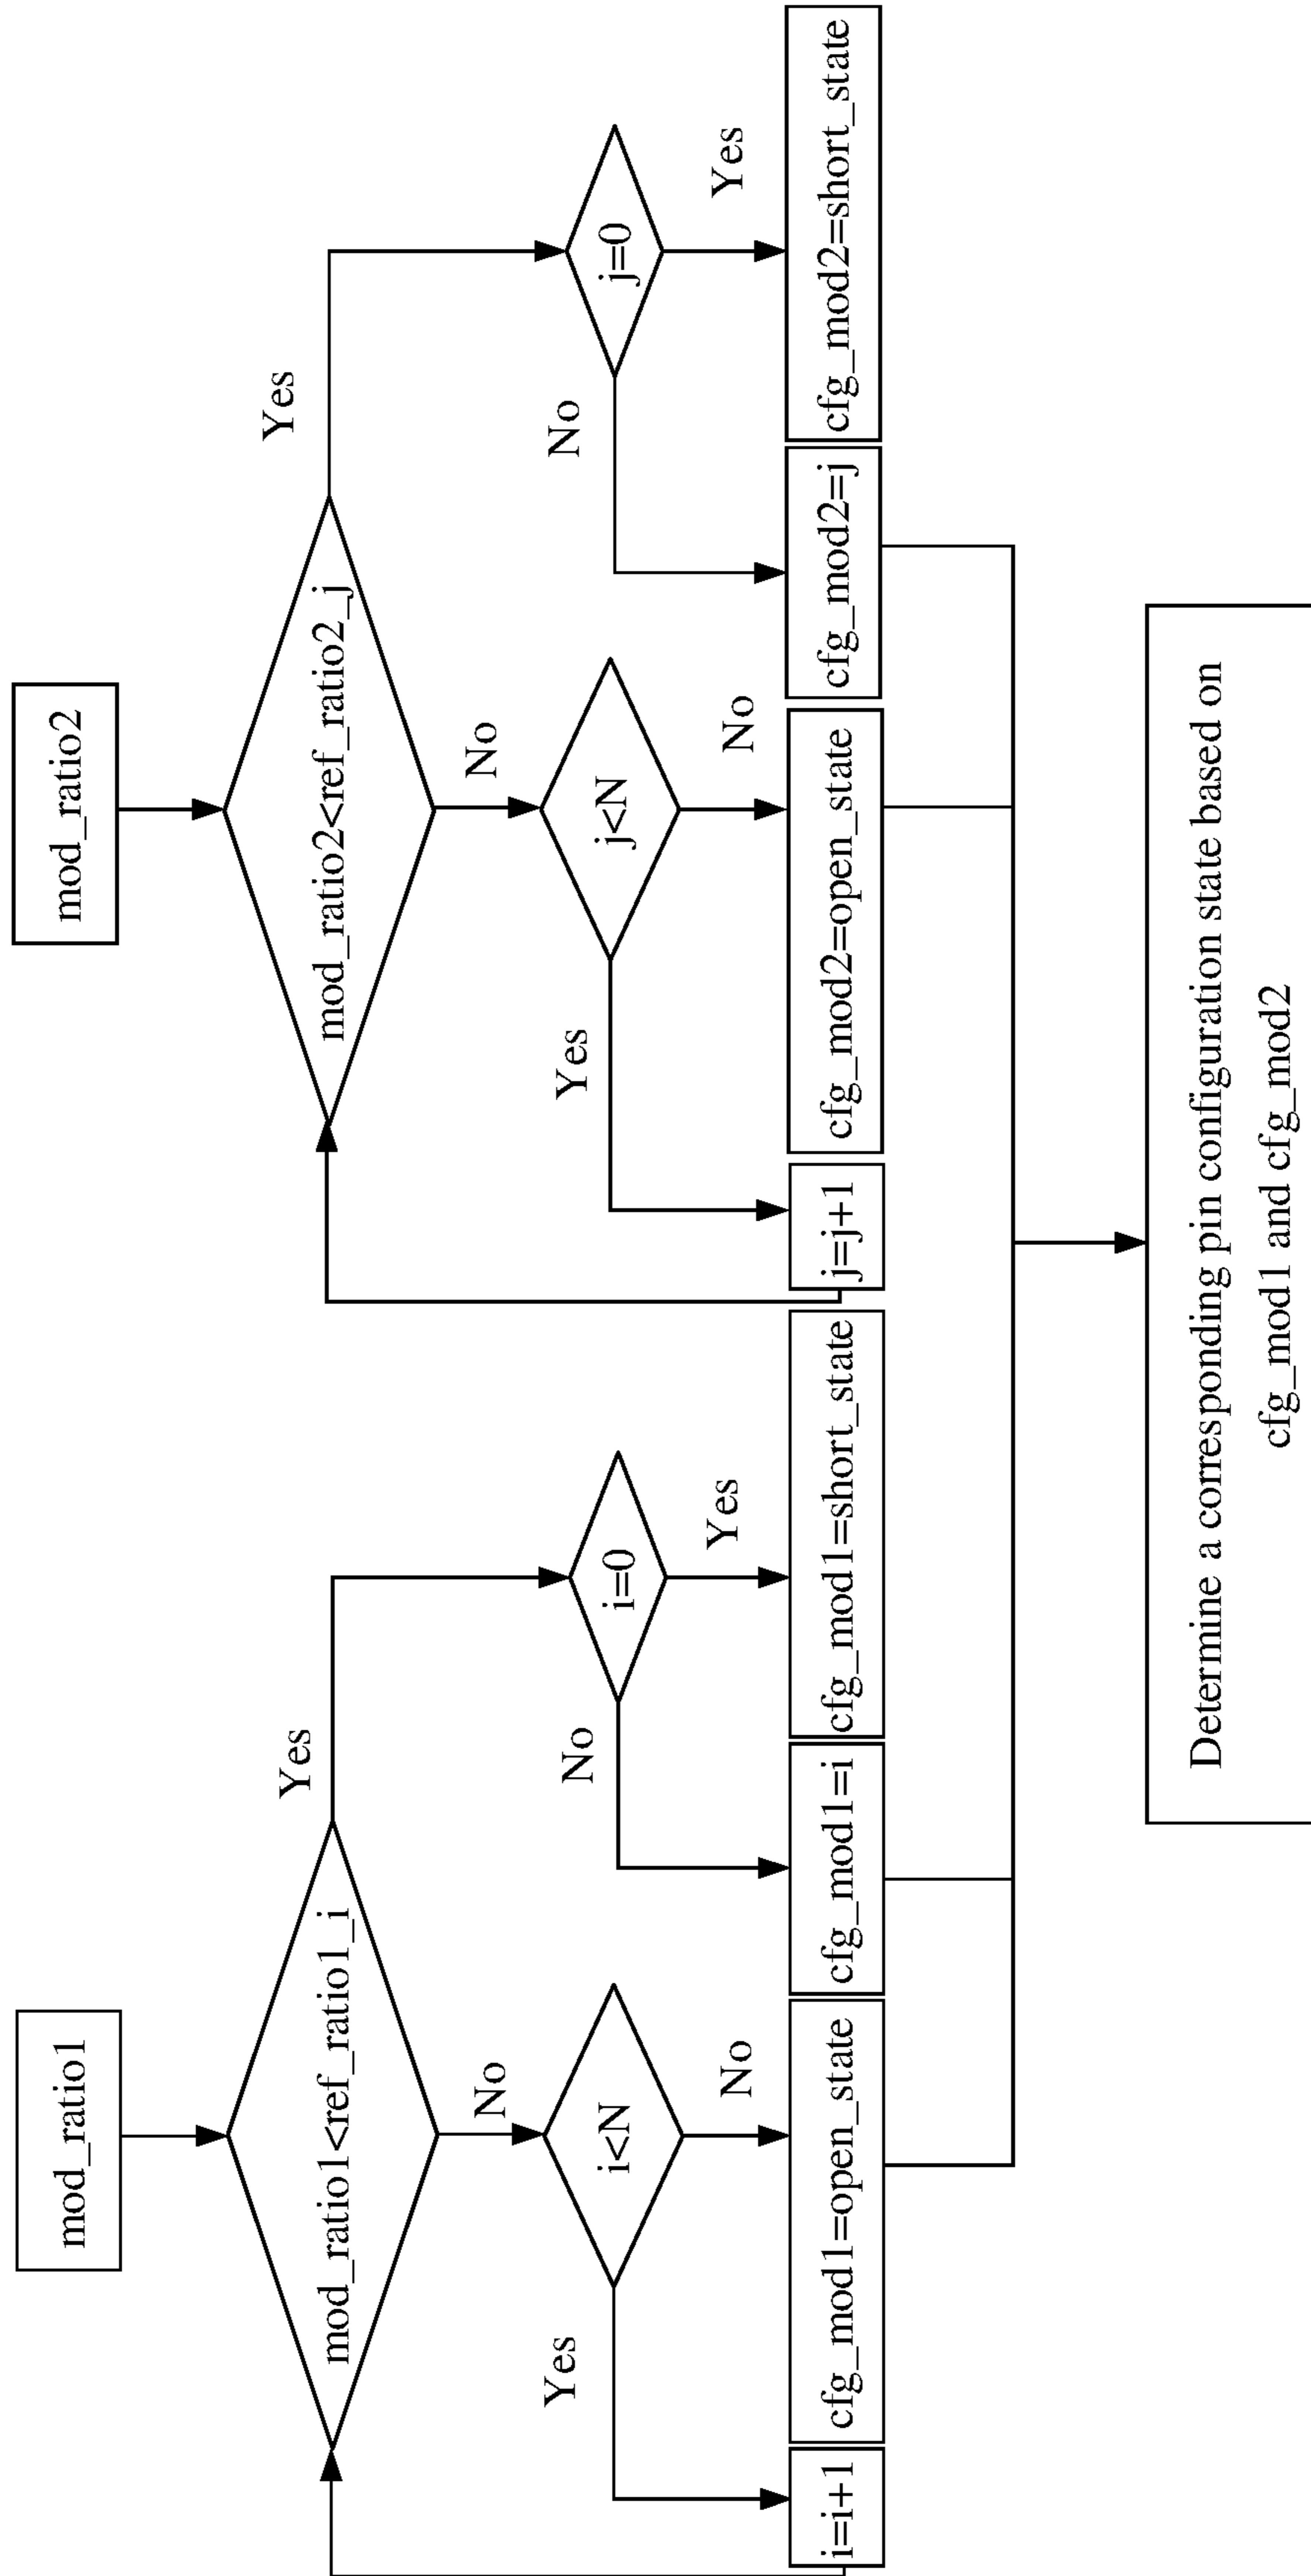 mod_ratio1
mod_ratio1<ref_ratio1_i
Yes
No
i<N
i=0
Yes
No
No
Yes
i=i+1
cfg_mod1=open_state
cfg_mod1=i
cfg_mod1=short_state
mod_ratio2
mod_ratio2<ref_ratio2_j
Yes
No
j<N
j=0
Yes
No
No
Yes
j=j+1
cfg_mod2=open_state
cfg_mod2=j
cfg_mod2=short_state
Determine a corresponding pin configuration state based on
cfg_mod1 and cfg_mod2